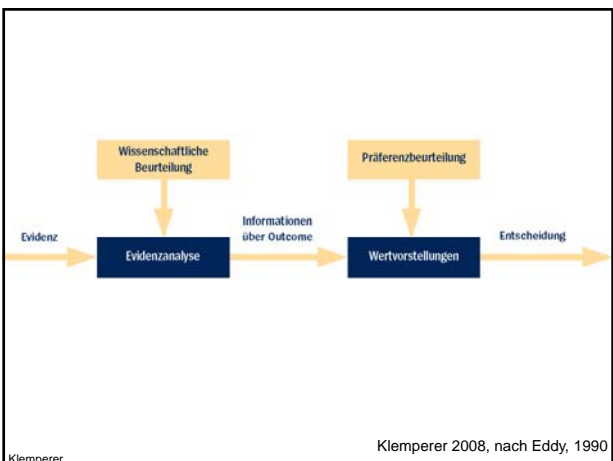 Wissenschaftliche
Beurteilung
Präferenzbeurteilung
Evidenz
Informationen
über Outcome
Entscheidung
Evidenzanalyse
Wertvorstellungen
Klemperer 2008, nach Eddy, 1990
Klemperer